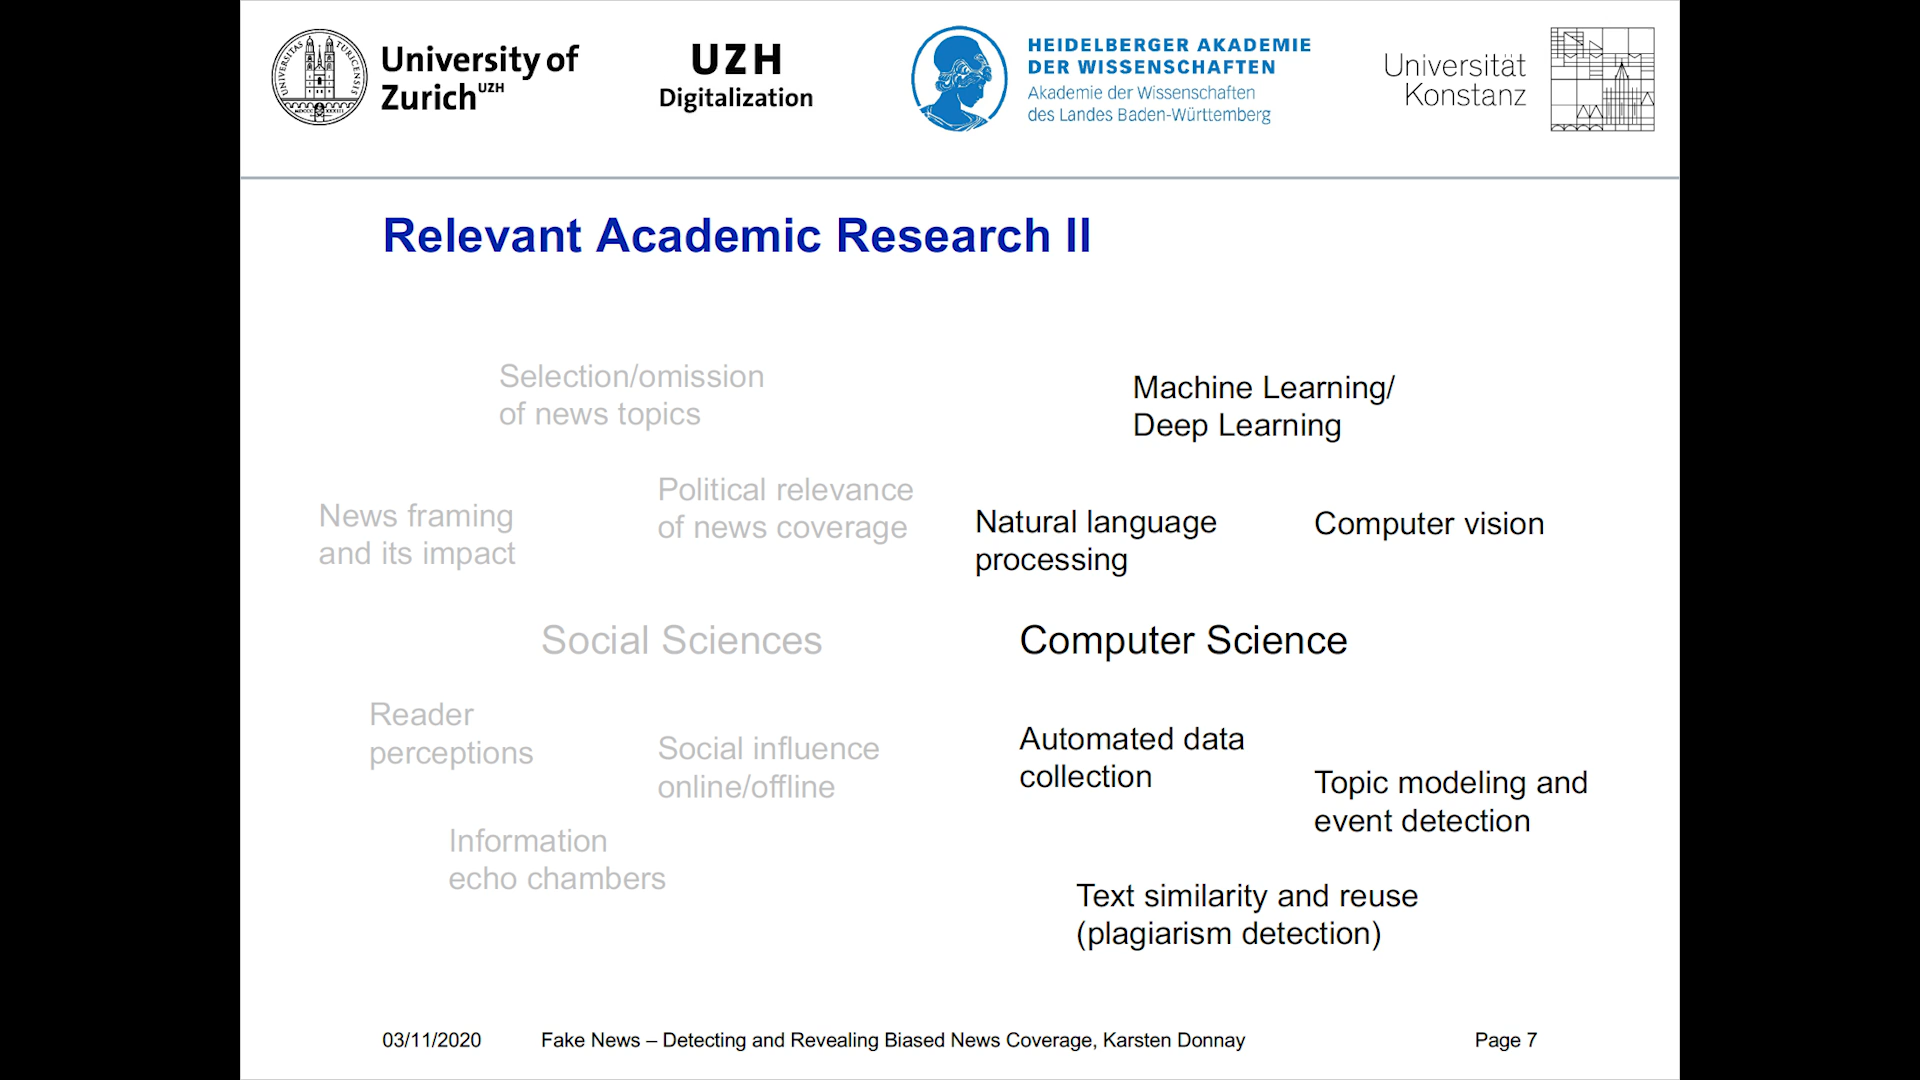 University of
Zurich UZH
UZH
Digitalization
HEIDELBERGER AKADEMIE
DER WISSENSCHAFTEN
Akademie der Wissenschaften
des Landes Baden-Württemberg
Universität
Konstanz
Relevant Academic Research II
Selection/omission
of news topics
Machine Learning/
Deep Learning
News framing
and its impact
Political relevance
of news coverage
Natural language
processing
Computer vision
Social Sciences
Computer Science
Reader
perceptions
Social influence
online/offline
Automated data
collection
Topic modeling and
event detection
Information
echo chambers
Text similarity and reuse
(plagiarism detection)
03/11/2020
Fake News – Detecting and Revealing Biased News Coverage, Karsten Donnay
Page 7